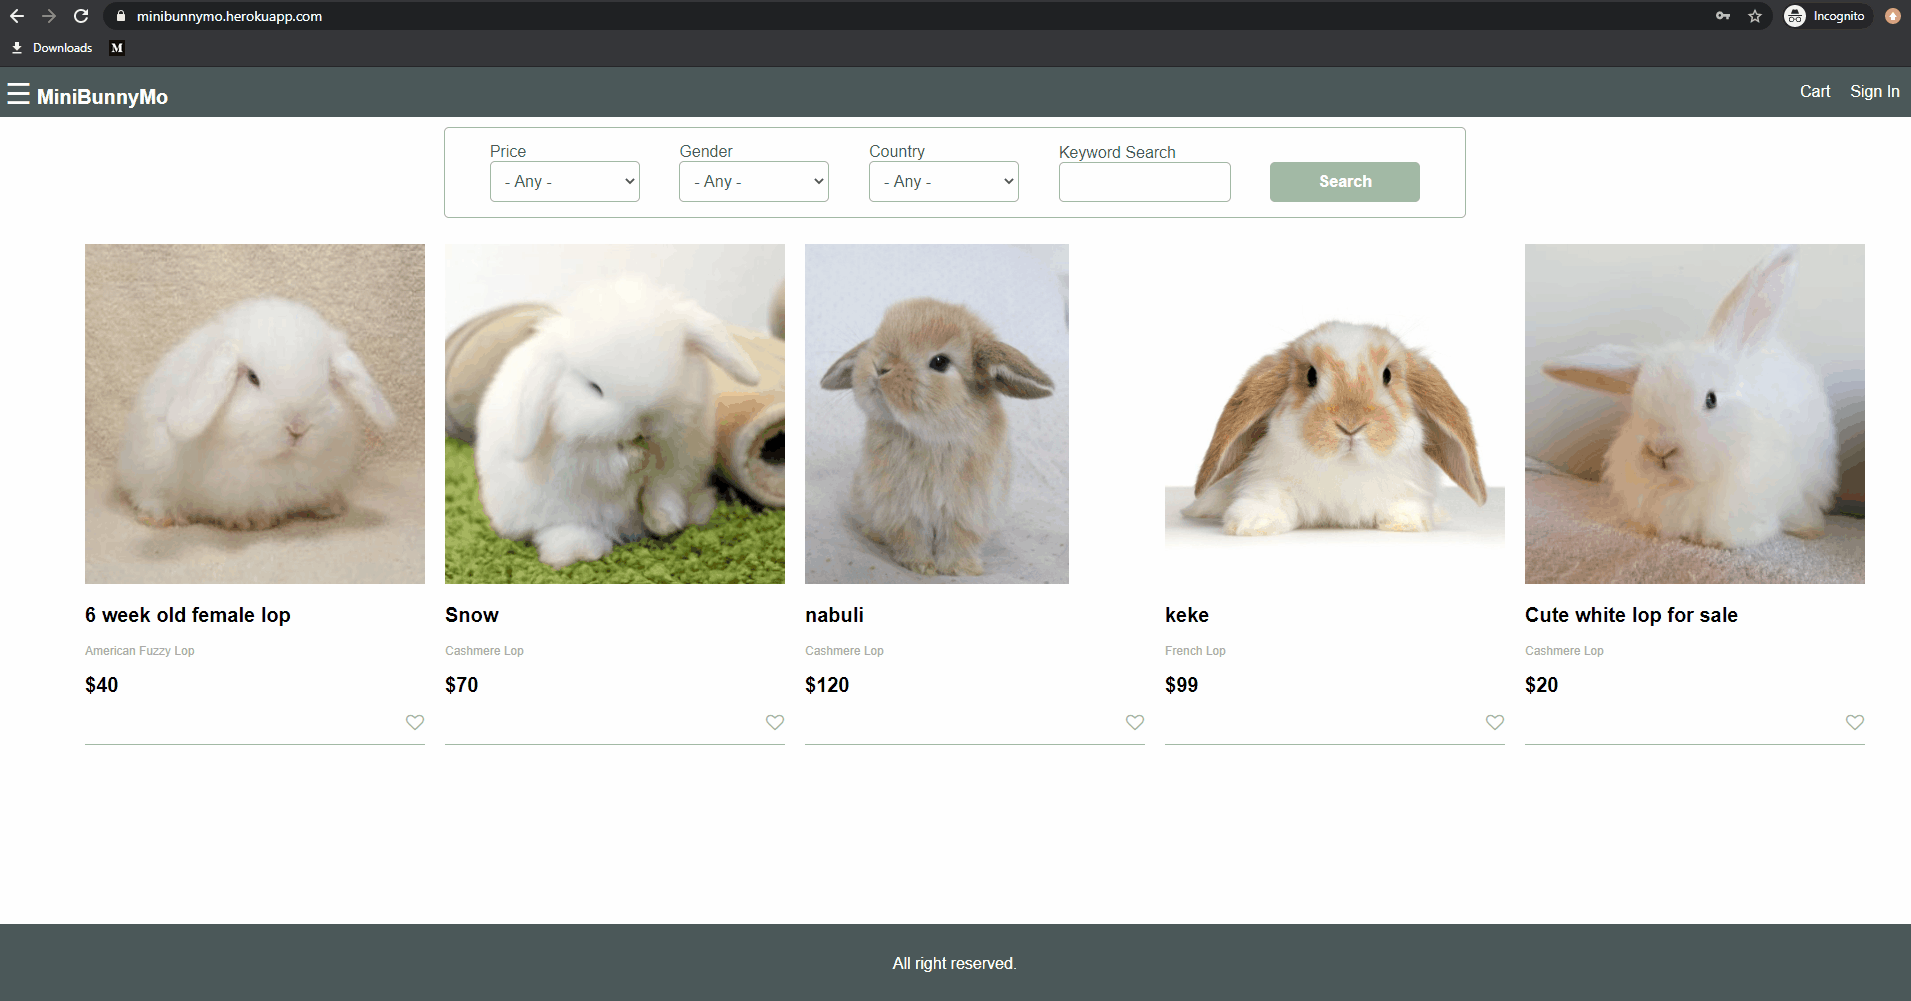 minibunnymo.herokuapp.com
Incognito
Downloads
M
MiniBunnyMo
Cart
Sign In
Price
Gender
Country
Keyword Search
- Any -
- Any -
- Any -
Search
6 week old female lop
Snow
nabuli
keke
Cute white lop for sale
American Fuzzy Lop
Cashmere Lop
Cashmere Lop
French Lop
Cashmere Lop
$40
$70
$120
$99
$20
All right reserved.